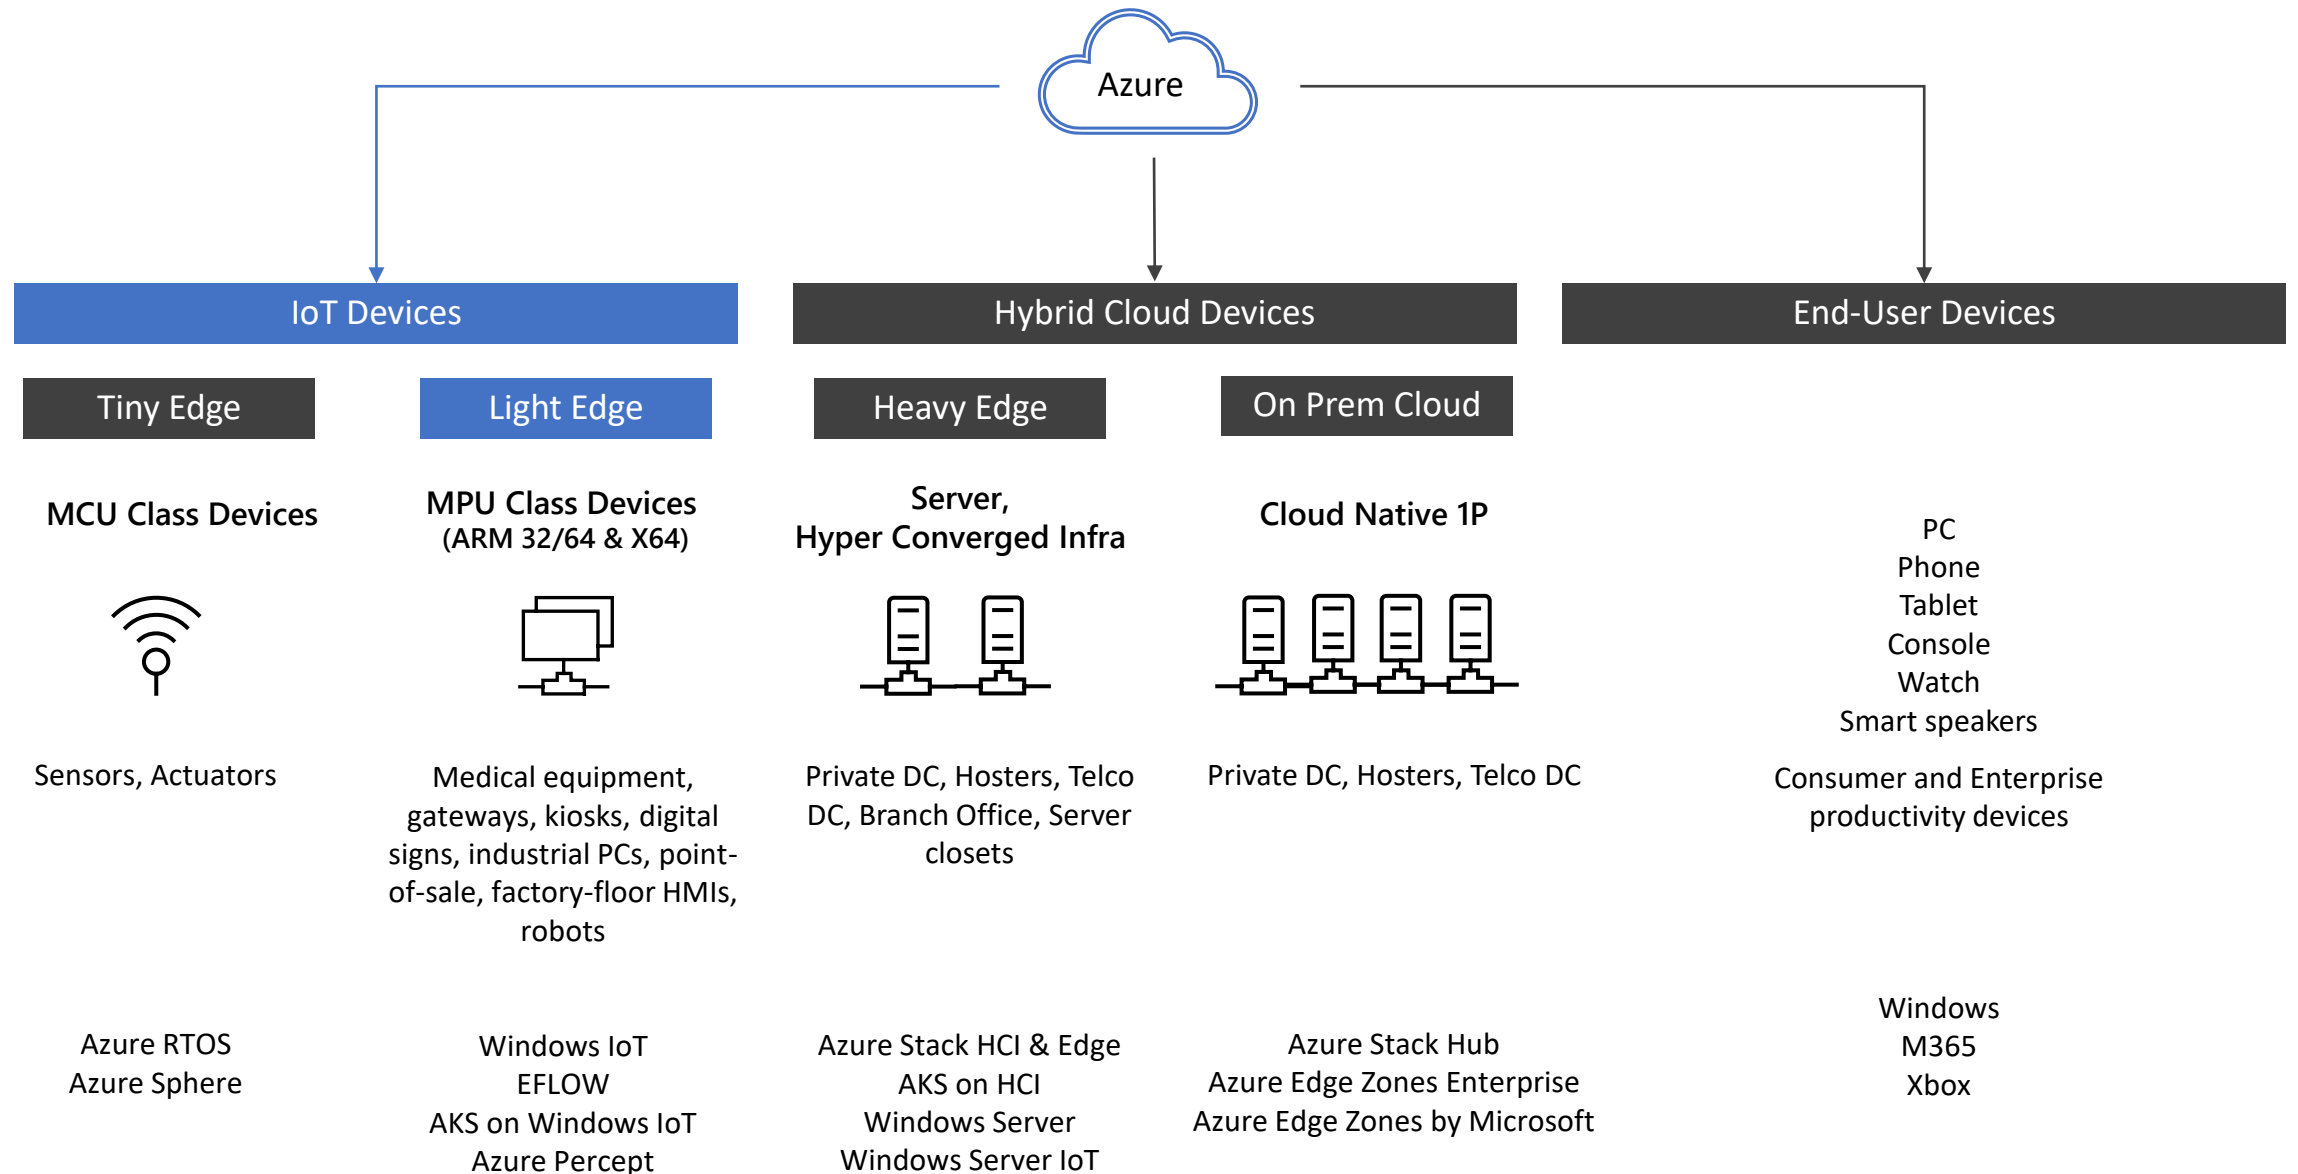 Azure
IoT Devices
Hybrid Cloud Devices
End-User Devices
Tiny Edge
Light Edge
Heavy Edge
On Prem Cloud
MCU Class Devices
MPU Class Devices
(ARM 32/64 & X64)
Server,
Hyper Converged Infra
Cloud Native 1P
PC
Phone
Tablet
Console
Watch
Smart speakers
Sensors, Actuators
Medical equipment,
gateways, kiosks, digital
signs, industrial PCs, point-
of-sale, factory-floor HMIs,
robots
Private DC, Hosters, Telco
DC, Branch Office, Server
closets
Private DC, Hosters, Telco DC
Consumer and Enterprise
productivity devices
Azure RTOS
Azure Sphere
Windows IoT
EFLOW
AKS on Windows IoT
Azure Percept
Azure Stack HCI & Edge
AKS on HCI
Windows Server
Windows Server IoT
Azure Stack Hub
Azure Edge Zones Enterprise
Azure Edge Zones by Microsoft
Windows
M365
Xbox